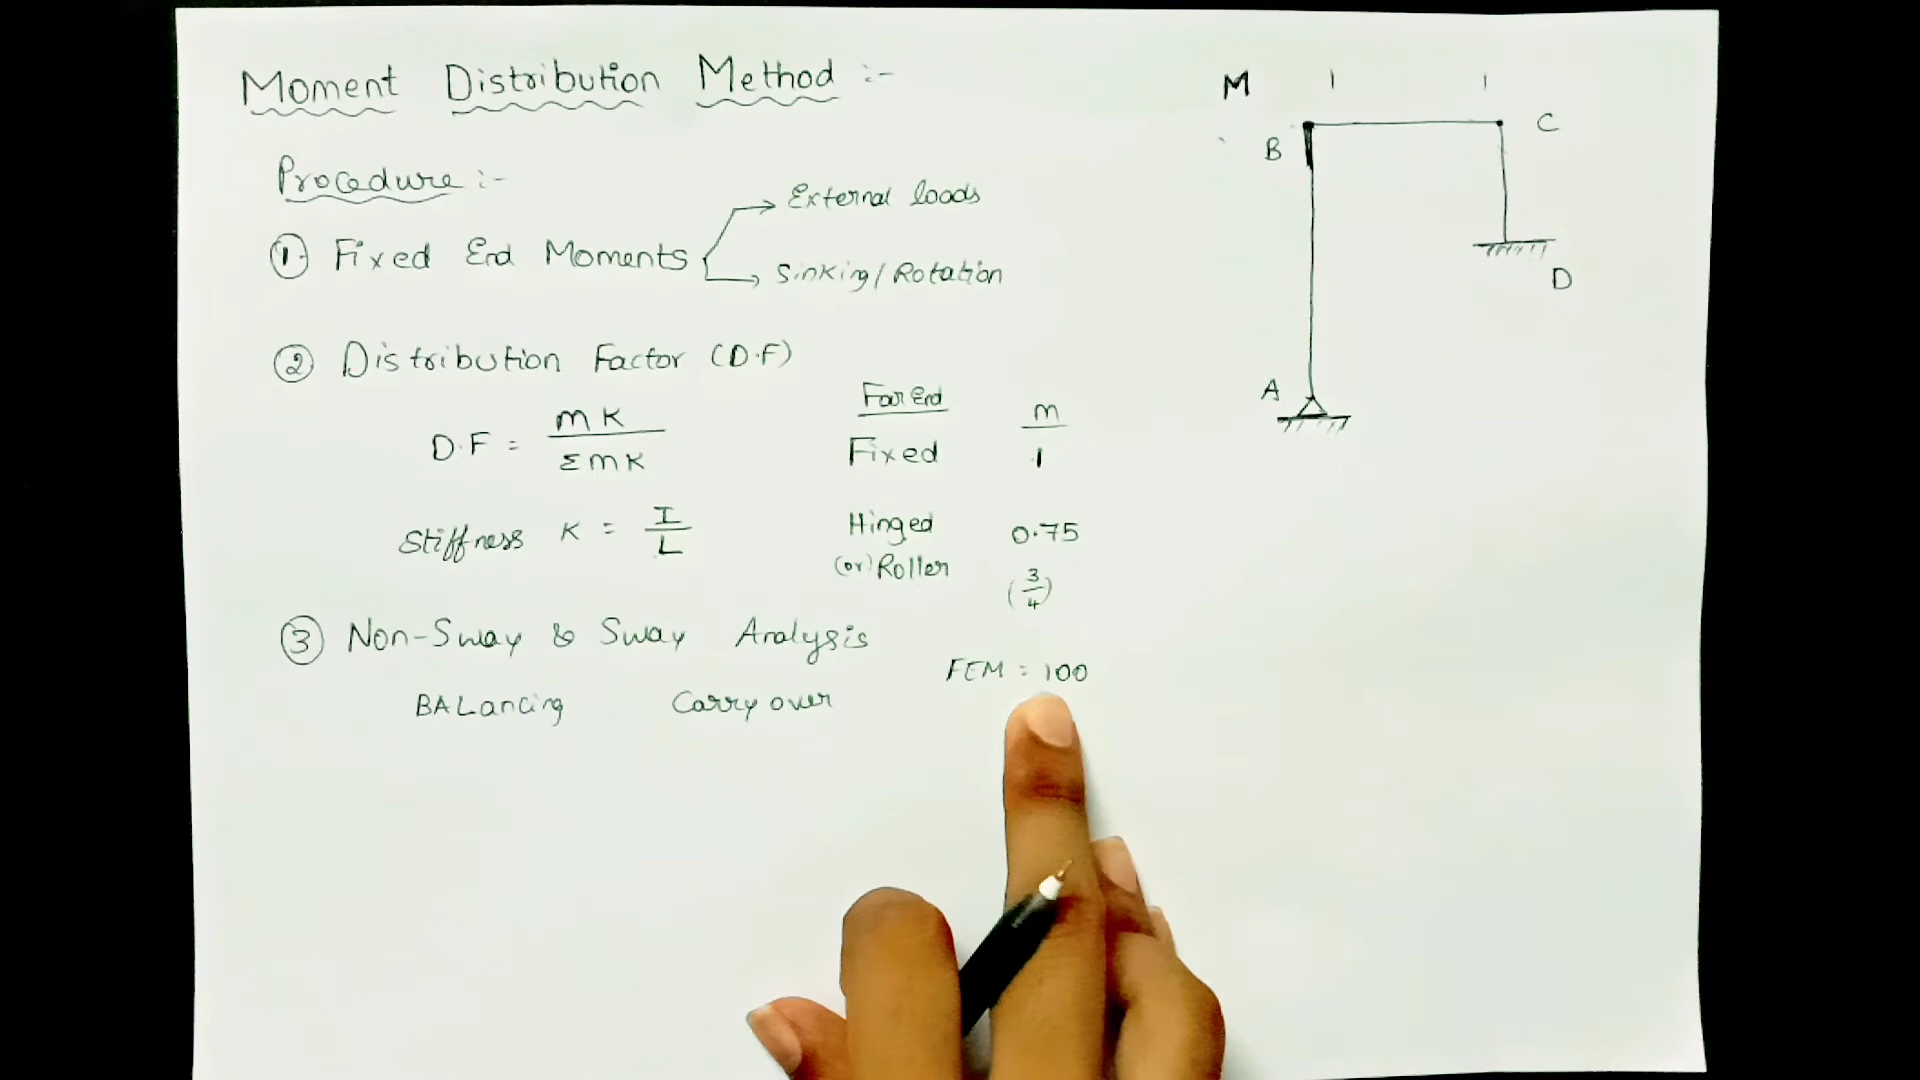 Moment Distribution Method :-
Procedure :-
① Fixed End Moments
External loads
Sinking/Rotation
② Distribution Factor (D.F)
D.F = mK / ΣmK
Stiffness K = I / L
Far End m
Fixed 1
Hinged 0.75
(or) Roller (3/4)
③ Non-Sway & Sway Analysis
BALancing Carry over
FEM = 100
M 1 1
B C
D
A